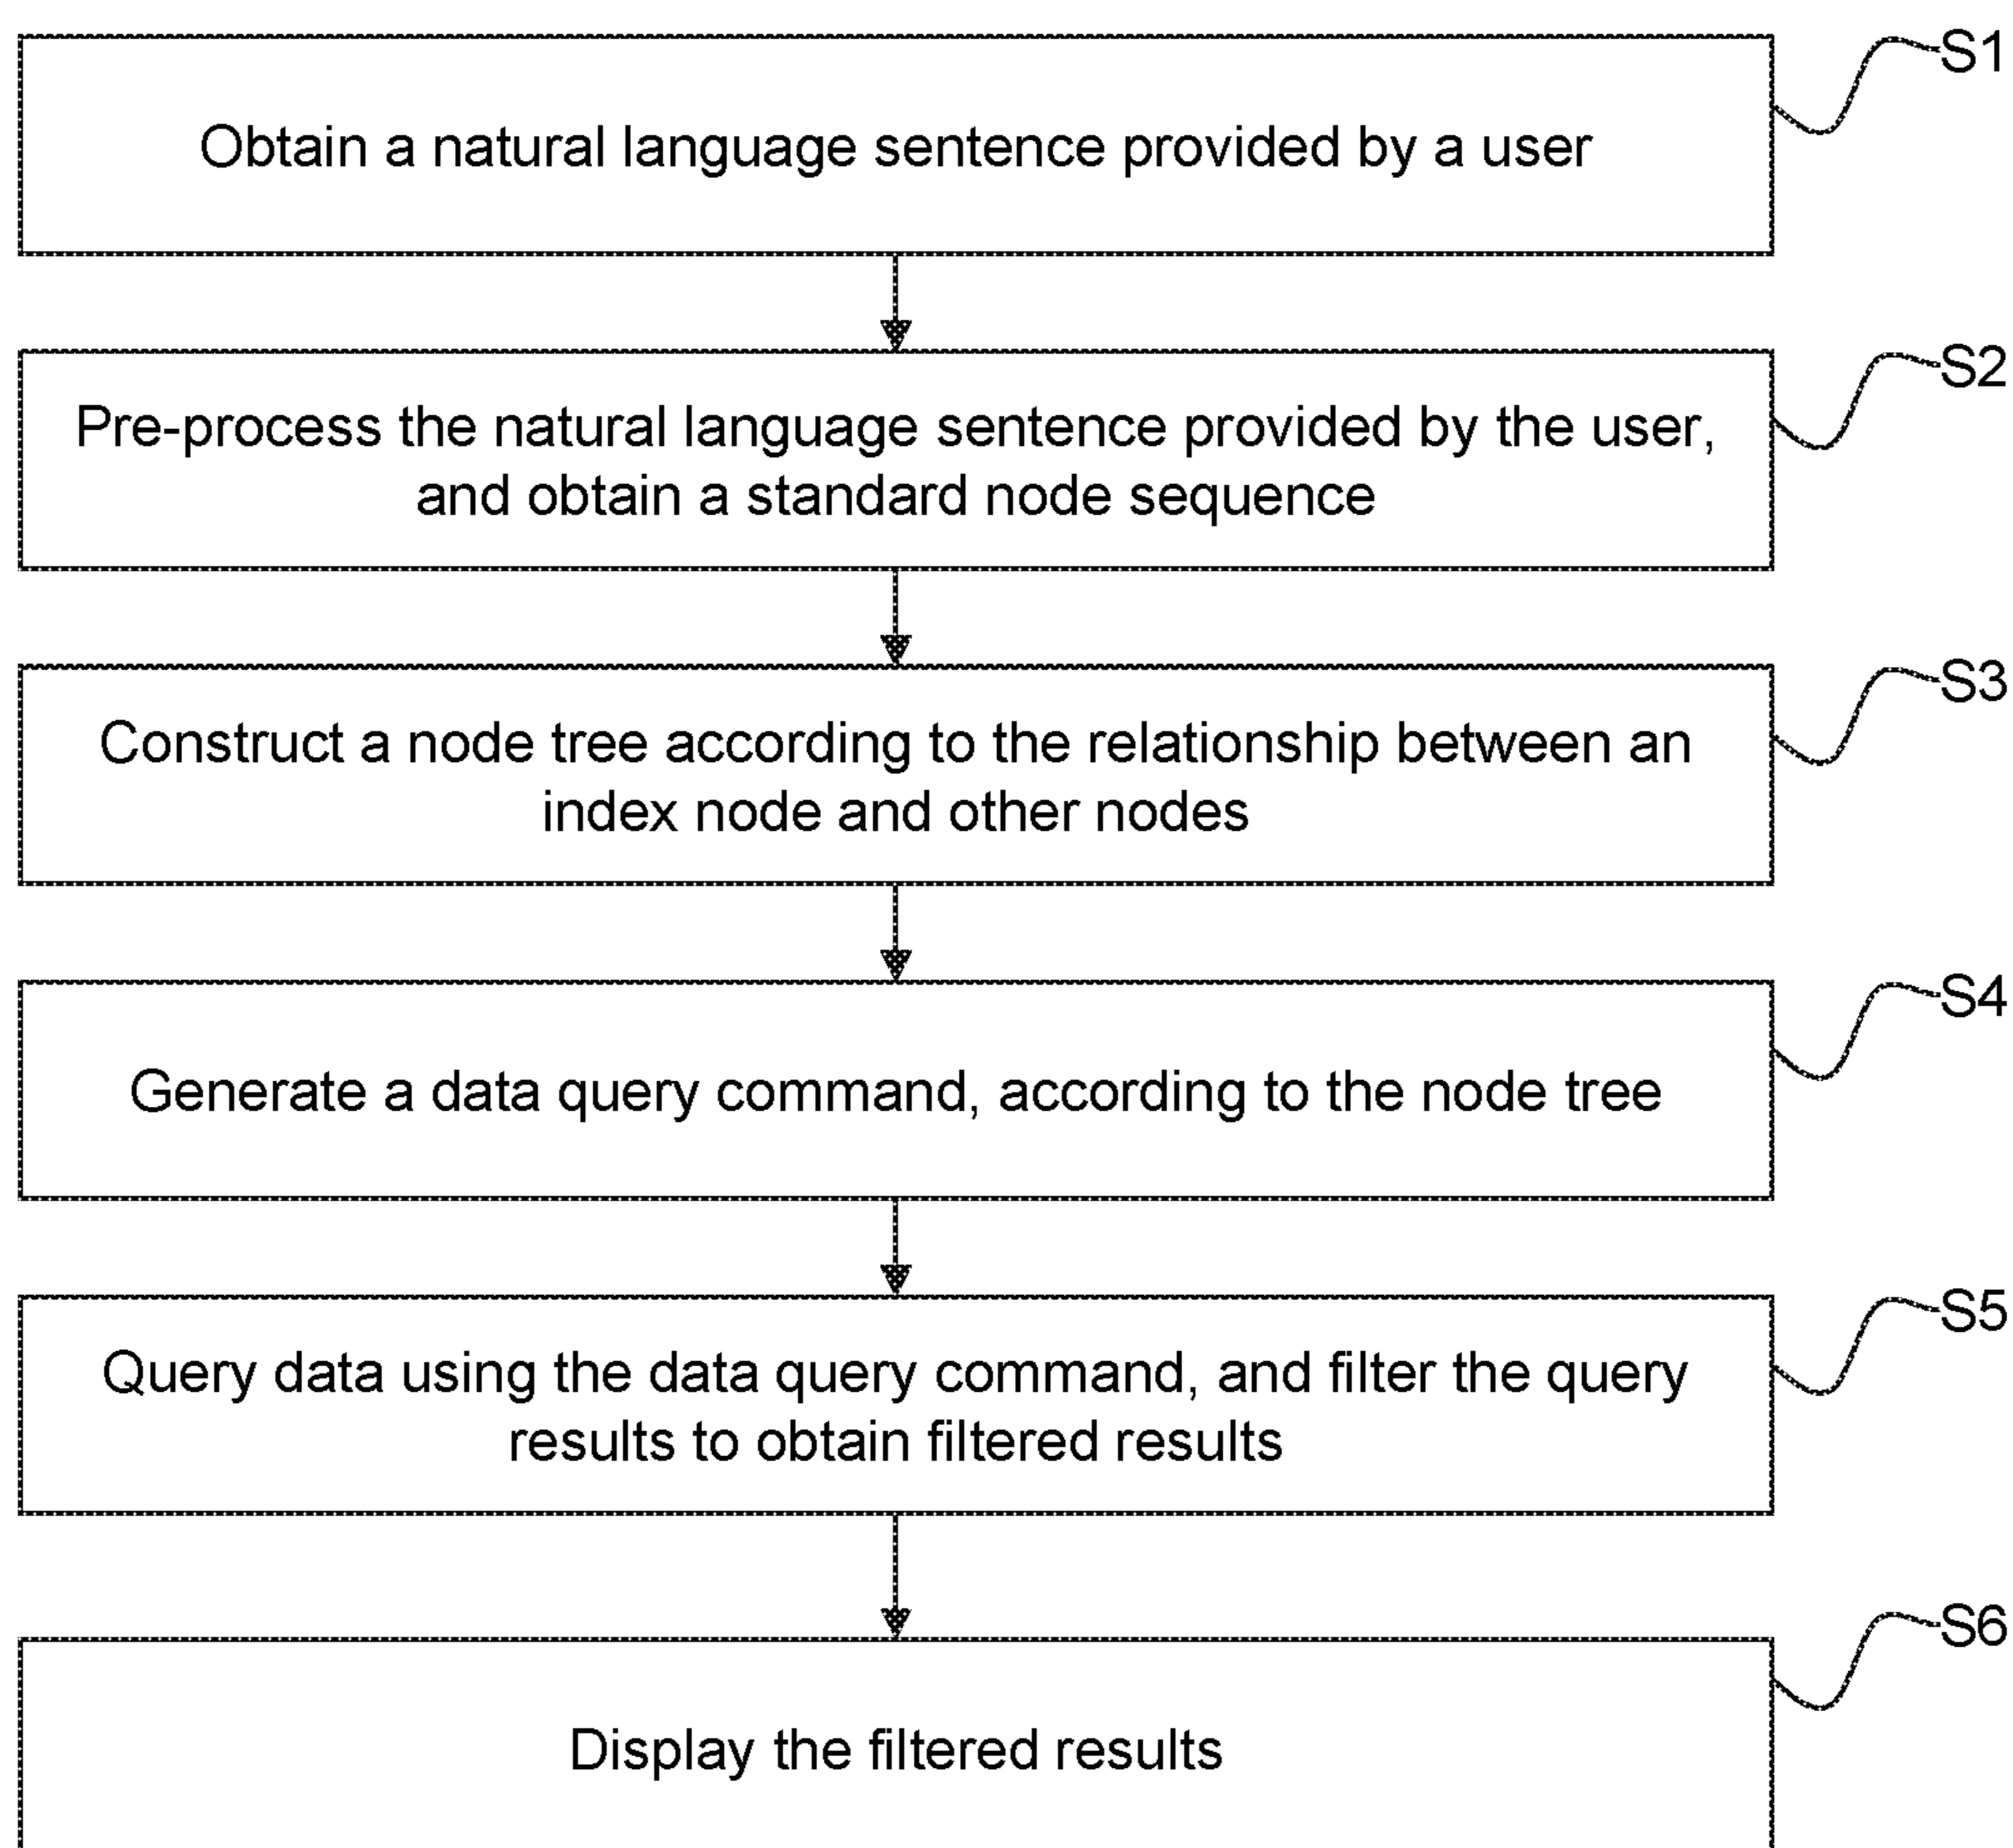 S1
Obtain a natural language sentence provided by a user
S2
Pre-process the natural language sentence provided by the user,
and obtain a standard node sequence
S3
Construct a node tree according to the relationship between an
index node and other nodes
S4
Generate a data query command, according to the node tree
S5
Query data using the data query command, and filter the query
results to obtain filtered results
S6
Display the filtered results